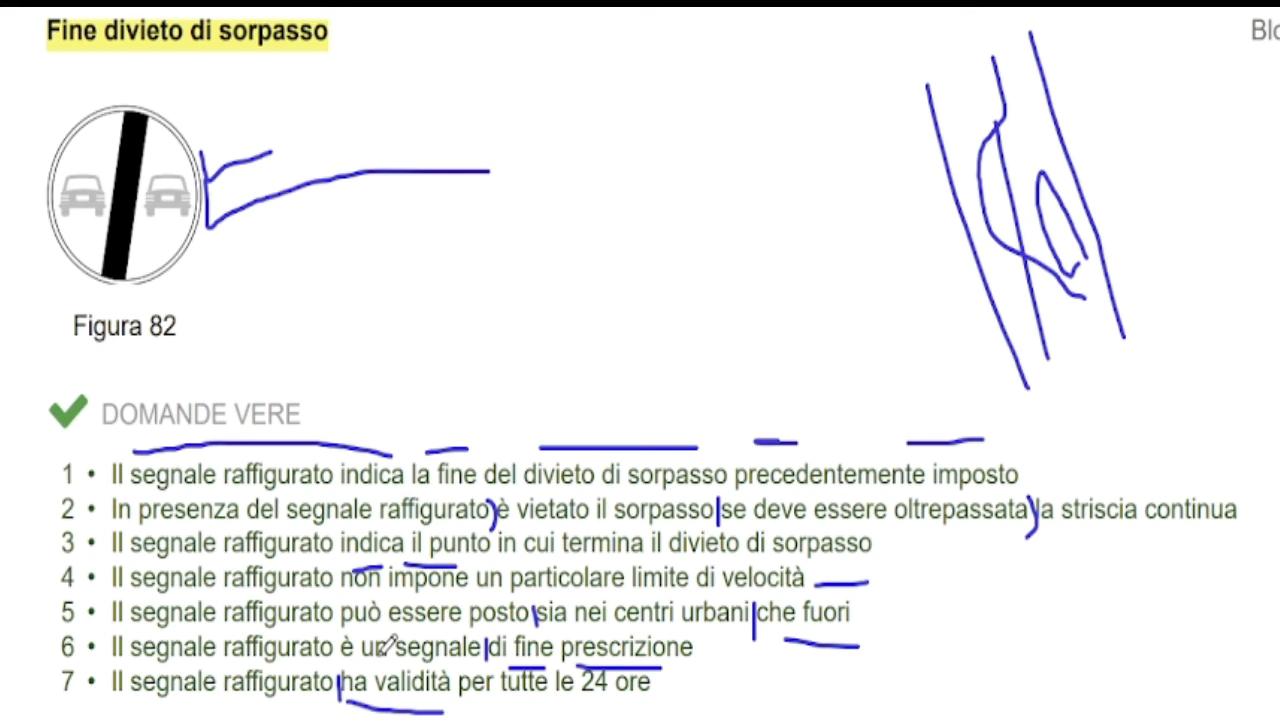 Fine divieto di sorpasso
Figura 82
DOMANDE VERE
1 • Il segnale raffigurato indica la fine del divieto di sorpasso precedentemente imposto
2 • In presenza del segnale raffigurato è vietato il sorpasso se deve essere oltrepassata la striscia continua
3 • Il segnale raffigurato indica il punto in cui termina il divieto di sorpasso
4 • Il segnale raffigurato non impone un particolare limite di velocità
5 • Il segnale raffigurato può essere posto sia nei centri urbani che fuori
6 • Il segnale raffigurato è un segnale di fine prescrizione
7 • Il segnale raffigurato ha validità per tutte le 24 ore